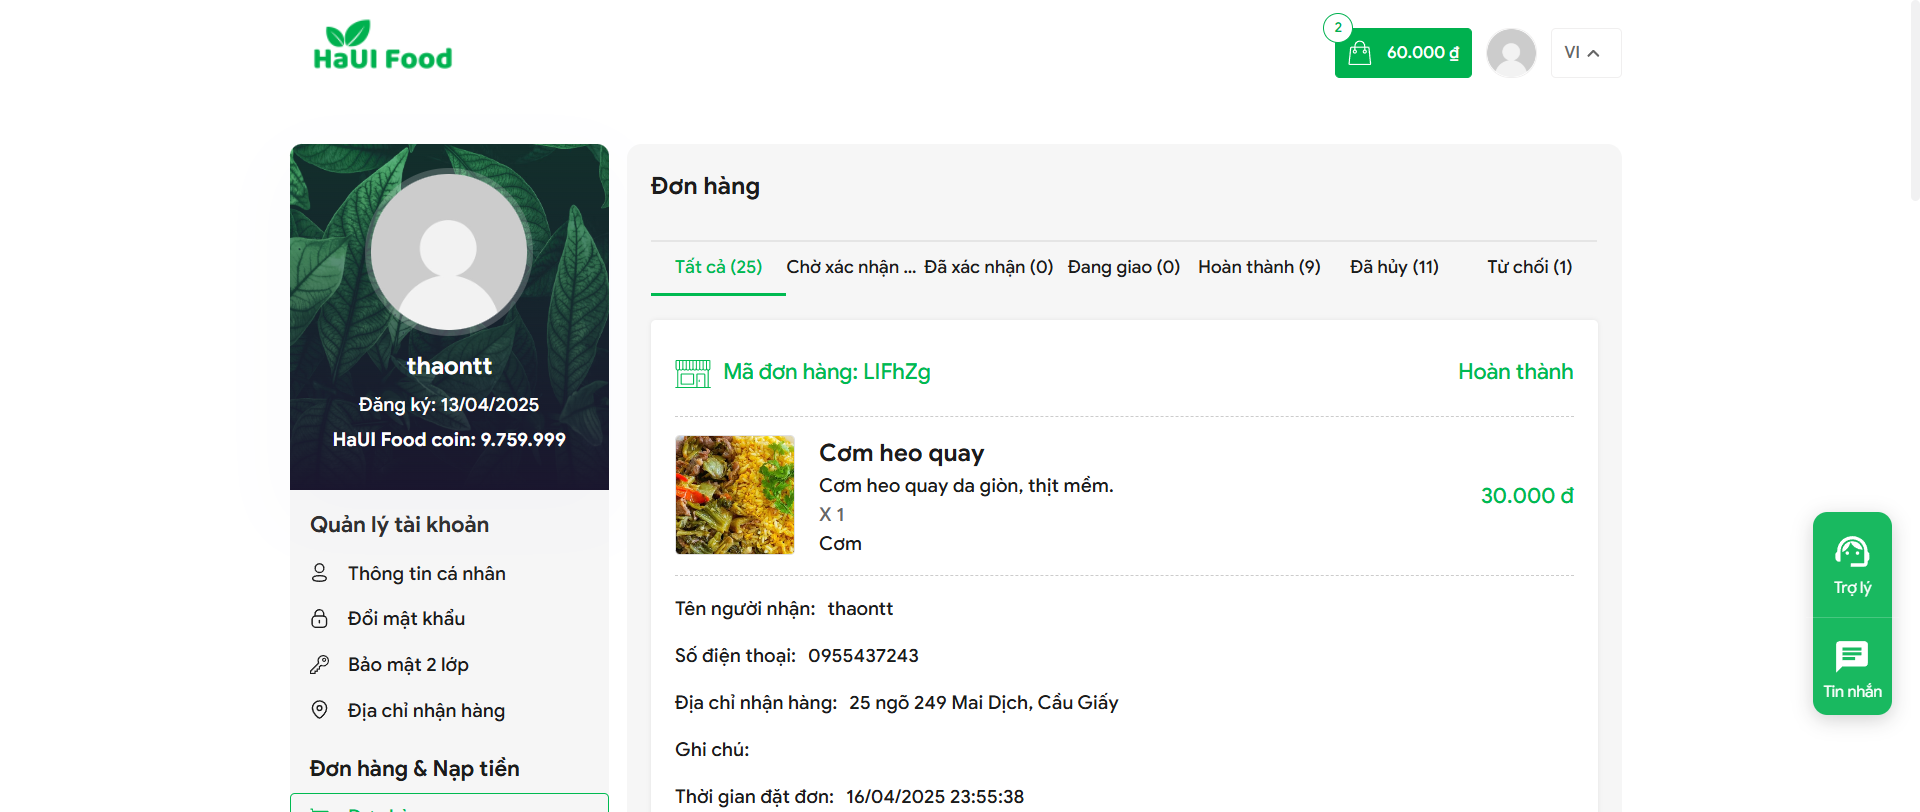 HaUI Food
2
60.000 ₫
VI
thaontt
Đăng ký: 13/04/2025
HaUI Food coin: 9.759.999
Quản lý tài khoản
Thông tin cá nhân
Đổi mật khẩu
Bảo mật 2 lớp
Địa chỉ nhận hàng
Đơn hàng & Nạp tiền
Đơn hàng
Tất cả (25)
Chờ xác nhận ...
Đã xác nhận (0)
Đang giao (0)
Hoàn thành (9)
Đã hủy (11)
Từ chối (1)
Mã đơn hàng: LIFhZg
Hoàn thành
Cơm heo quay
Cơm heo quay da giòn, thịt mềm.
X 1
Cơm
30.000 đ
Tên người nhận: thaontt
Số điện thoại: 0955437243
Địa chỉ nhận hàng: 25 ngõ 249 Mai Dịch, Cầu Giấy
Ghi chú:
Thời gian đặt đơn: 16/04/2025 23:55:38
Trợ lý
Tin nhắn